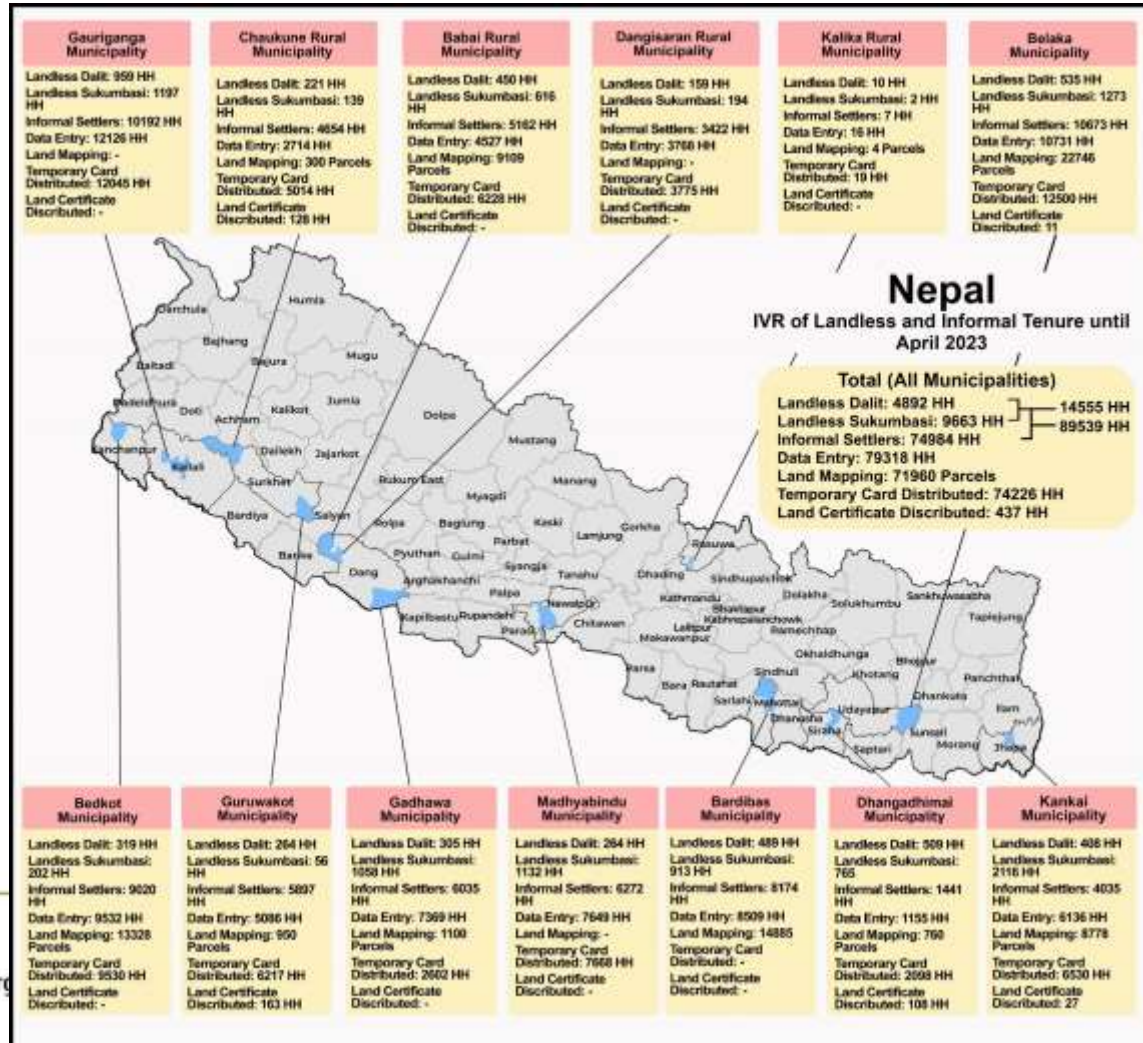 Gauriganga
Municipality
Landless Dalit: 959 HH
Landless Sukumbasi: 1197
HH
Informal Settlers: 10192 HH
Data Entry: 12126 HH
Land Mapping: -
Temporary Card
Distributed: 12045 HH
Land Certificate
Discributed: -
Chaukune Rural
Municipality
Landless Dalit: 221 HH
Landless Sukumbasi: 139
HH
Informal Settlers: 4654 HH
Data Entry: 2714 HH
Land Mapping: 300 Parcels
Temporary Card
Distributed: 5014 HH
Land Certificate
Discributed: 128 HH
Babai Rural
Municipality
Landless Dalit: 450 HH
Landless Sukumbasi: 616
HH
Informal Settlers: 5162 HH
Data Entry: 4527 HH
Land Mapping: 9109
Parcels
Temporary Card
Distributed: 6228 HH
Land Certificate
Discributed: -
Dangisaran Rural
Municipality
Landless Dalit: 159 HH
Landless Sukumbasi: 194
HH
Informal Settlers: 3422 HH
Data Entry: 3768 HH
Land Mapping: -
Temporary Card
Distributed: 3775 HH
Land Certificate
Discributed: -
Kalika Rural
Municipality
Landless Dalit: 10 HH
Landless Sukumbasi: 2 HH
Informal Settlers: 7 HH
Data Entry: 16 HH
Land Mapping: 4 Parcels
Temporary Card
Distributed: 19 HH
Land Certificate
Discributed: -
Belaka
Municipality
Landless Dalit: 535 HH
Landless Sukumbasi: 1273
HH
Informal Settlers: 10673 HH
Data Entry: 10731 HH
Land Mapping: 22746
Parcels
Temporary Card
Distributed: 12500 HH
Land Certificate
Discributed: 11
Nepal
IVR of Landless and Informal Tenure until
April 2023
Total (All Municipalities)
Landless Dalit: 4892 HH
Landless Sukumbasi: 9663 HH
14555 HH
Informal Settlers: 74984 HH
89539 HH
Data Entry: 79318 HH
Land Mapping: 71960 Parcels
Temporary Card Distributed: 74226 HH
Land Certificate Discributed: 437 HH
Darchula
Humla
Bajhang
Bajura
Mugu
Baitadi
Doti
Achham
Kalikot
Jumla
Dolpa
Kailali
Dailekh
Jajarkot
Mustang
Surkhet
Rukum East
Manang
Bardiya
Salyan
Myagdi
Rolpa
Baglung
Kaski
Gorkha
Banke
Parbat
Lamjung
Rasuwa
Dang
Pyuthan
Gulmi
Syangja
Tanahu
Dhading
Sindhupalchok
Arghakhanchi
Palpa
Nawalpur
Kathmandu
Dolakha
Sankhuwasabha
Kapilbastu
Rupandehi
Chitawan
Bhaktapur
Lalitpur
Kabhrepalanchowk
Solukhumbu
Taplejung
Parasi
Makawanpur
Ramechhap
Okhaldhunga
Bhojpur
Parsa
Bara
Rautahat
Sindhuli
Khotang
Panchthar
Sarlahi
Mahottari
Dhankuta
Dhanusha
Udayapur
Ilam
Siraha
Sunsari
Saptari
Morang
Jhapa
Bedkot
Municipality
Landless Dalit: 319 HH
Landless Sukumbasi:
202 HH
Informal Settlers: 9020
HH
Data Entry: 9532 HH
Land Mapping: 13328
Parcels
Temporary Card
Distributed: 9530 HH
Land Certificate
Discributed: -
Guruwakot
Municipality
Landless Dalit: 264 HH
Landless Sukumbasi: 56
HH
Informal Settlers: 5897
HH
Data Entry: 5086 HH
Land Mapping: 950
Parcels
Temporary Card
Distributed: 6217 HH
Land Certificate
Discributed: 163 HH
Gadhawa
Municipality
Landless Dalit: 305 HH
Landless Sukumbasi:
1058 HH
Informal Settlers: 6035
HH
Data Entry: 7369 HH
Land Mapping: 1100
Parcels
Temporary Card
Distributed: 2602 HH
Land Certificate
Discributed: -
Madhyabindu
Municipality
Landless Dalit: 264 HH
Landless Sukumbasi:
1132 HH
Informal Settlers: 6272
HH
Data Entry: 7649 HH
Land Mapping: -
Temporary Card
Distributed: 7668 HH
Land Certificate
Discributed: -
Bardibas
Municipality
Landless Dalit: 489 HH
Landless Sukumbasi:
913 HH
Informal Settlers: 8174
HH
Data Entry: 8509 HH
Land Mapping: 14885
Temporary Card
Distributed: -
Land Certificate
Discributed: -
Dhangadhimai
Municipality
Landless Dalit: 509 HH
Landless Sukumbasi:
765
Informal Settlers: 1441
HH
Data Entry: 1155 HH
Land Mapping: 760
Parcels
Temporary Card
Distributed: 2098 HH
Land Certificate
Discributed: 108 HH
Kankai
Municipality
Landless Dalit: 408 HH
Landless Sukumbasi:
2116 HH
Informal Settlers: 4035
HH
Data Entry: 6136 HH
Land Mapping: 8778
Parcels
Temporary Card
Distributed: 6530 HH
Land Certificate
Discributed: 27